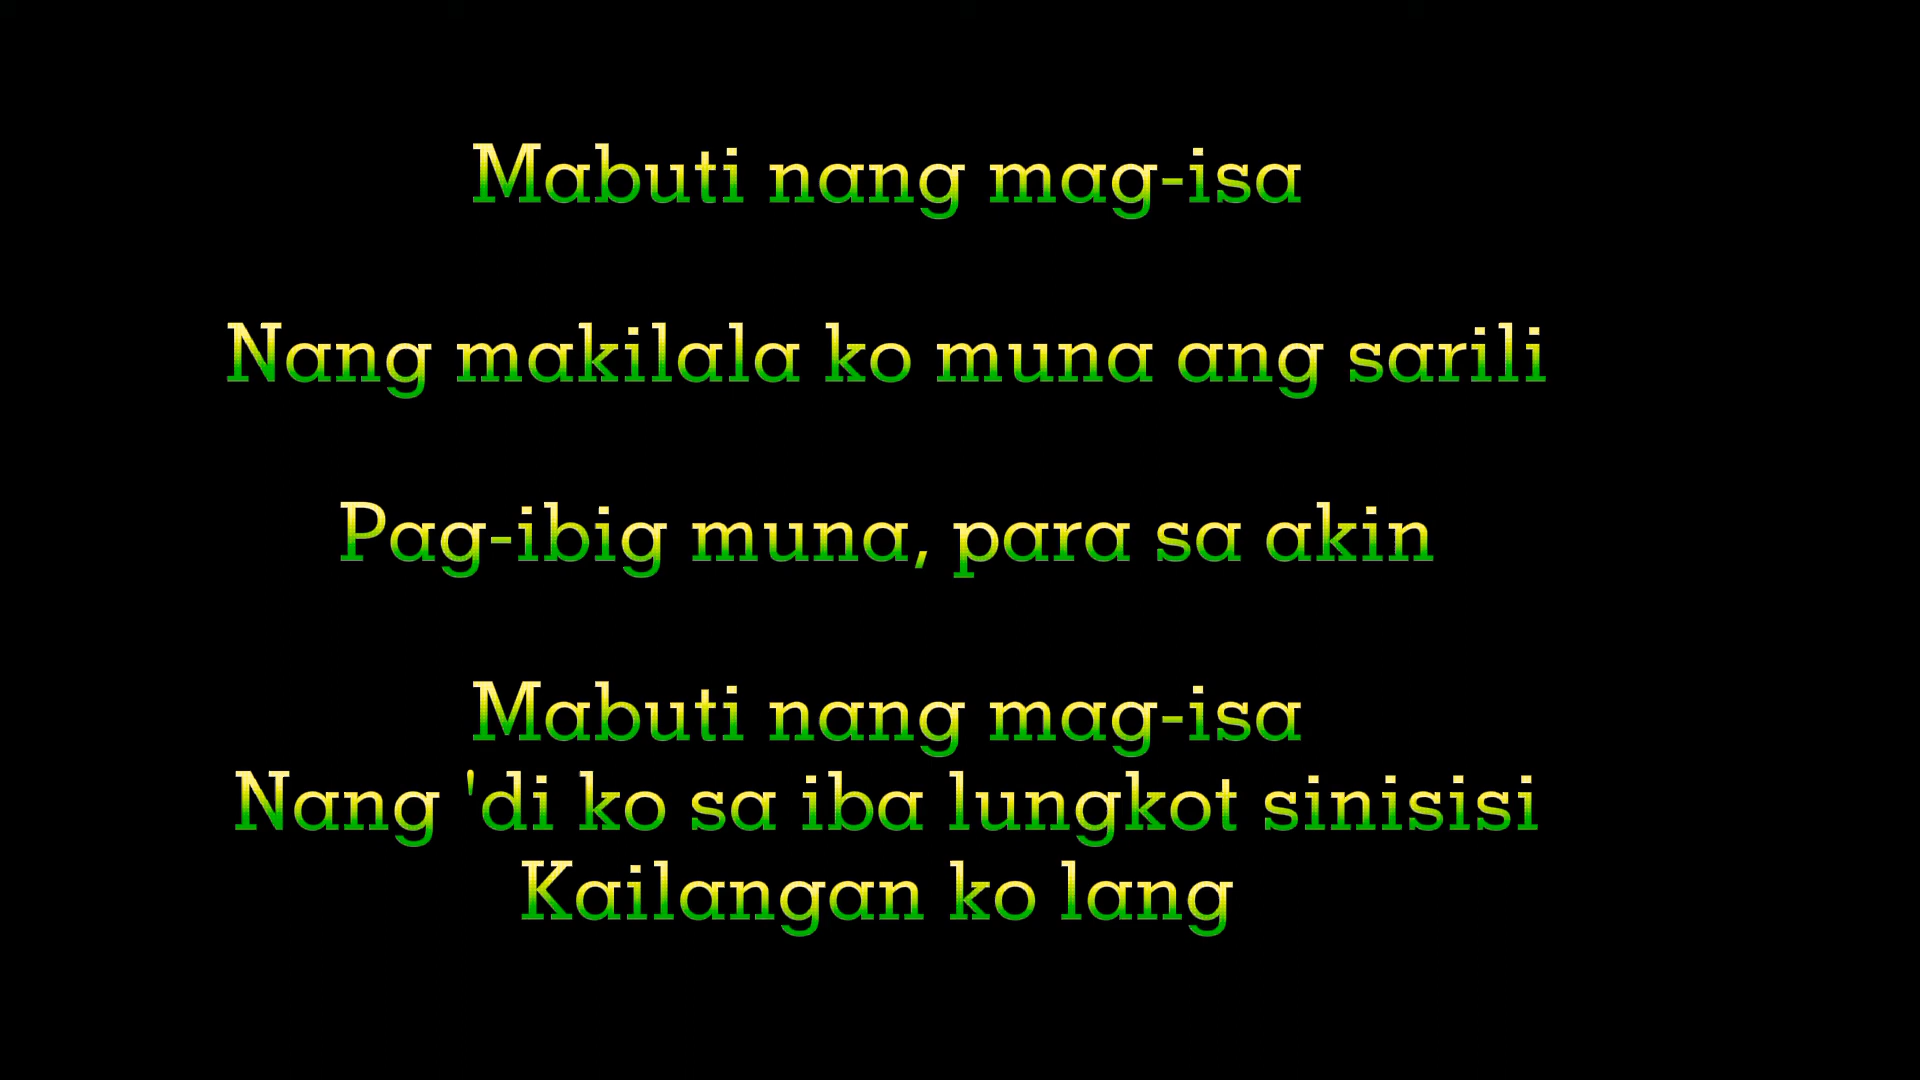 Mabuti nang mag-isa
Nang makilala ko muna ang sarili
Pag-ibig muna, para sa akin
Mabuti nang mag-isa
Nang 'di ko sa iba lungkot sinisisi
Kailangan ko lang